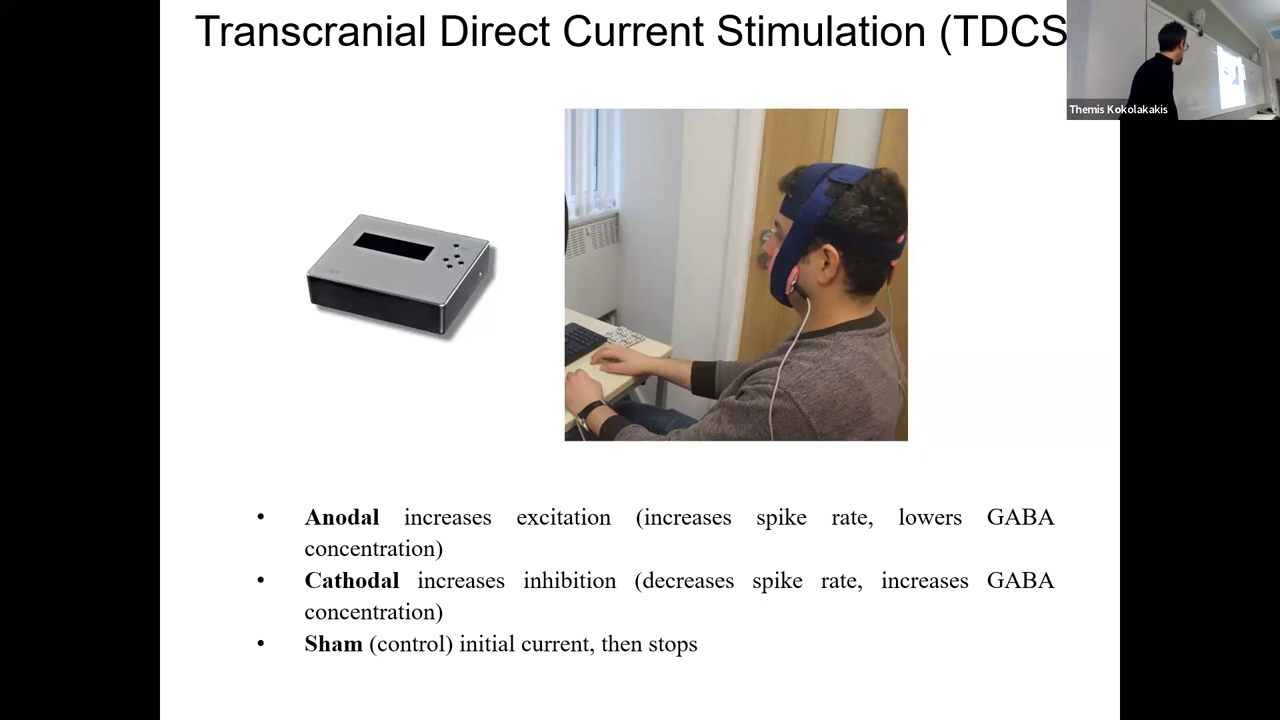 Transcranial Direct Current Stimulation (TDCS
Themis Kokolakakis
• Anodal increases excitation (increases spike rate, lowers GABA
concentration)
• Cathodal increases inhibition (decreases spike rate, increases GABA
concentration)
• Sham (control) initial current, then stops